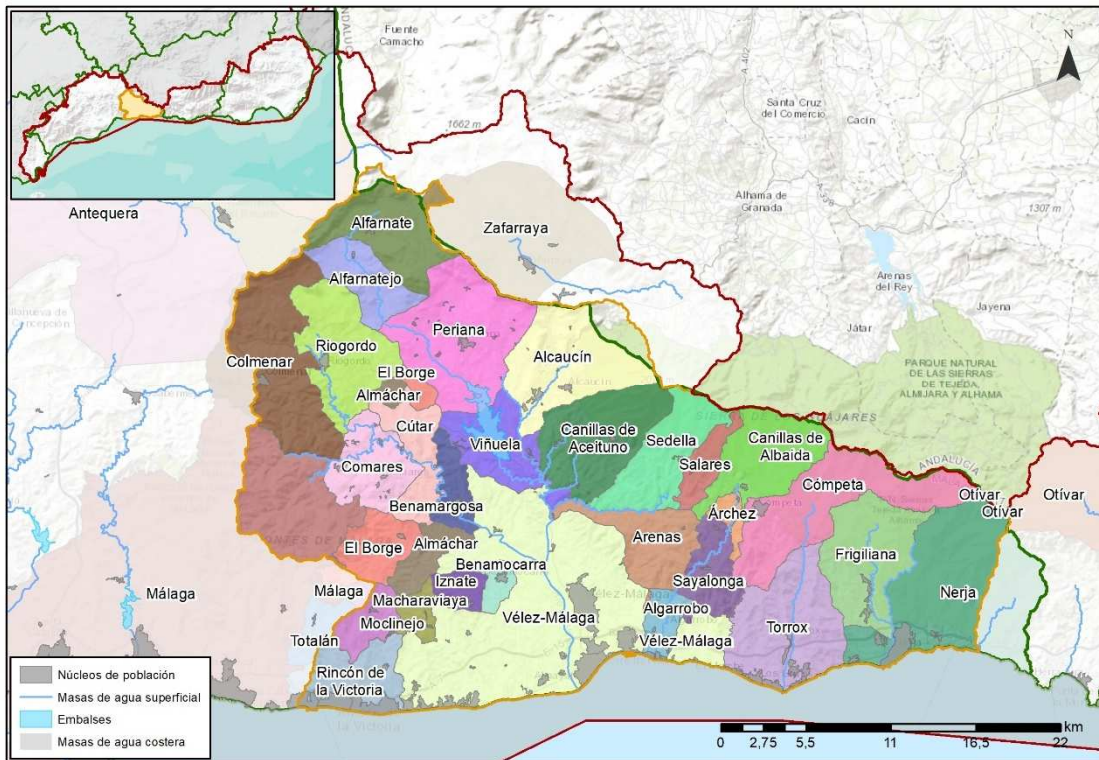 Fuente
Camacho
N
A 402
Santa Cruz
del Comercio
1662 m
Cacín
Antequera
Alfarnate
Zafarraya
Alhama de
Granada
A-338
1307 m
Alfarnatejo
Arenas
del Rey
Periana
Jayena
Játar
Riogordo
Alcaucín
Colmenar
El Borge
PARQUE NATURAL
DE LAS SIERRAS
DE TEJEDA,
ALMIJARA Y ALHAMA
Almáchar
Cútar
Viñuela
Canillas de
Aceituno
Sedella
Canillas de
Albaida
Comares
Salares
ANDALUCÍA
Cómpeta
Otívar
Otívar
Otívar
Benamargosa
Árchez
El Borge
Almáchar
Arenas
Frigiliana
Benamocarra
Iznate
Sayalonga
Málaga
Málaga
Macharaviaya
Nerja
Vélez-Málaga
Algarrobo
Moclinejo
Torrox
Totalán
Vélez-Málaga
Rincón de
la Victoria
la Victoria
Núcleos de población
Masas de agua superficial
Embalses
Masas de agua costera
km
0 2,75 5,5 11 16,5 22